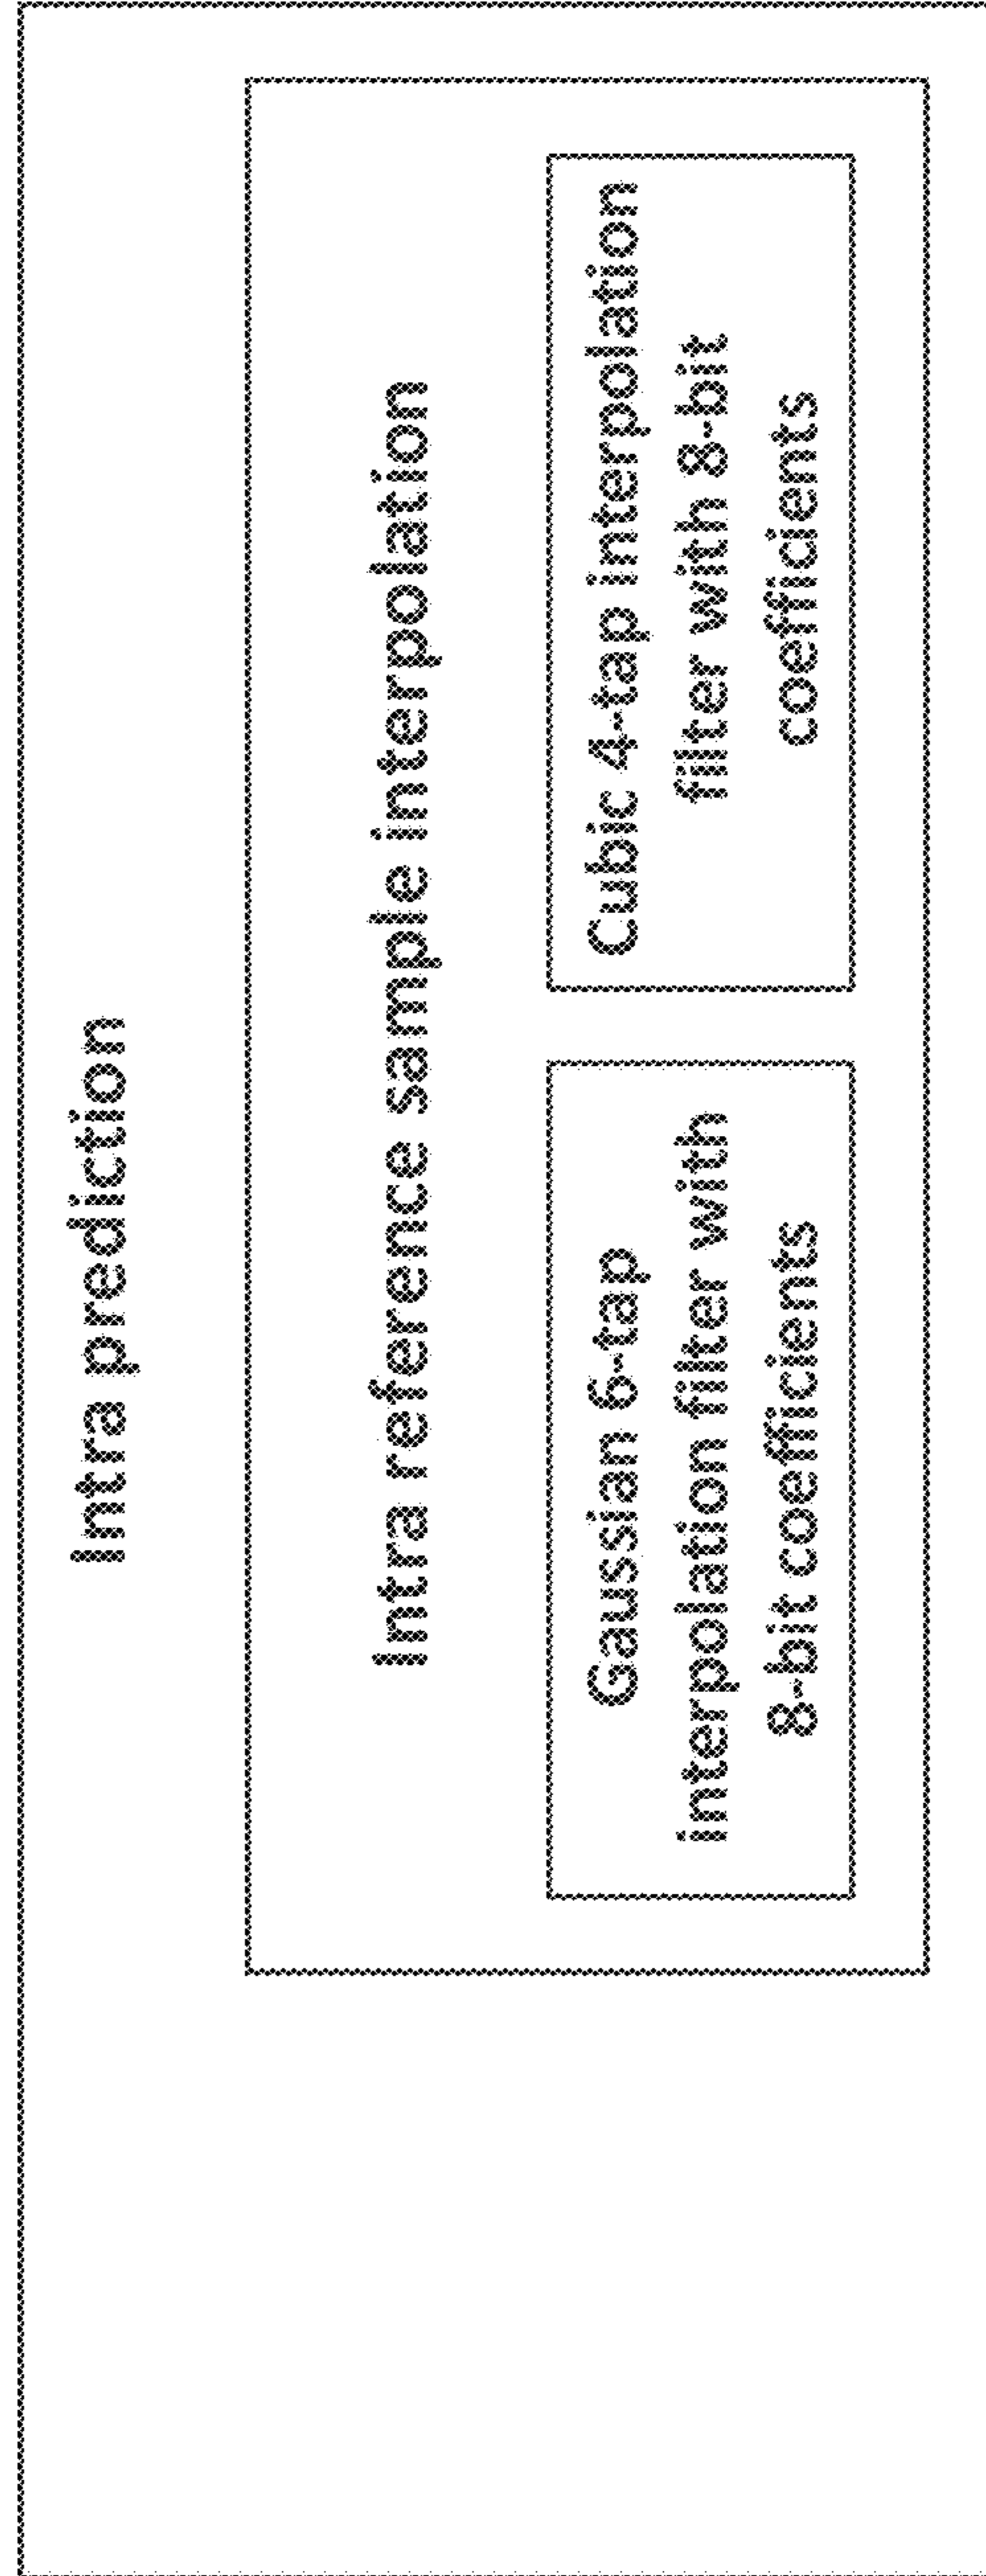 Intra prediction
Intra reference sample interpolation
Gaussian 6-tap
interpolation filter with
8-bit coefficients
Cubic 4-tap interpolation
filter with 8-bit
coefficients